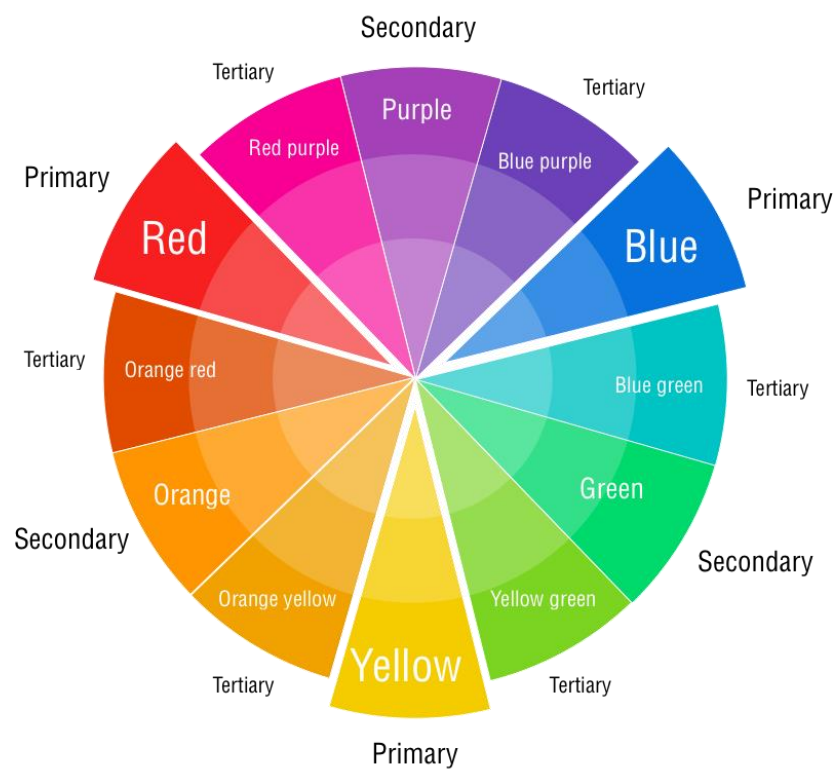 Secondary
Tertiary
Tertiary
Purple
Red purple
Blue purple
Primary
Primary
Red
Blue
Tertiary
Orange red
Blue green
Tertiary
Orange
Green
Secondary
Secondary
Orange yellow
Yellow green
Yellow
Tertiary
Tertiary
Primary